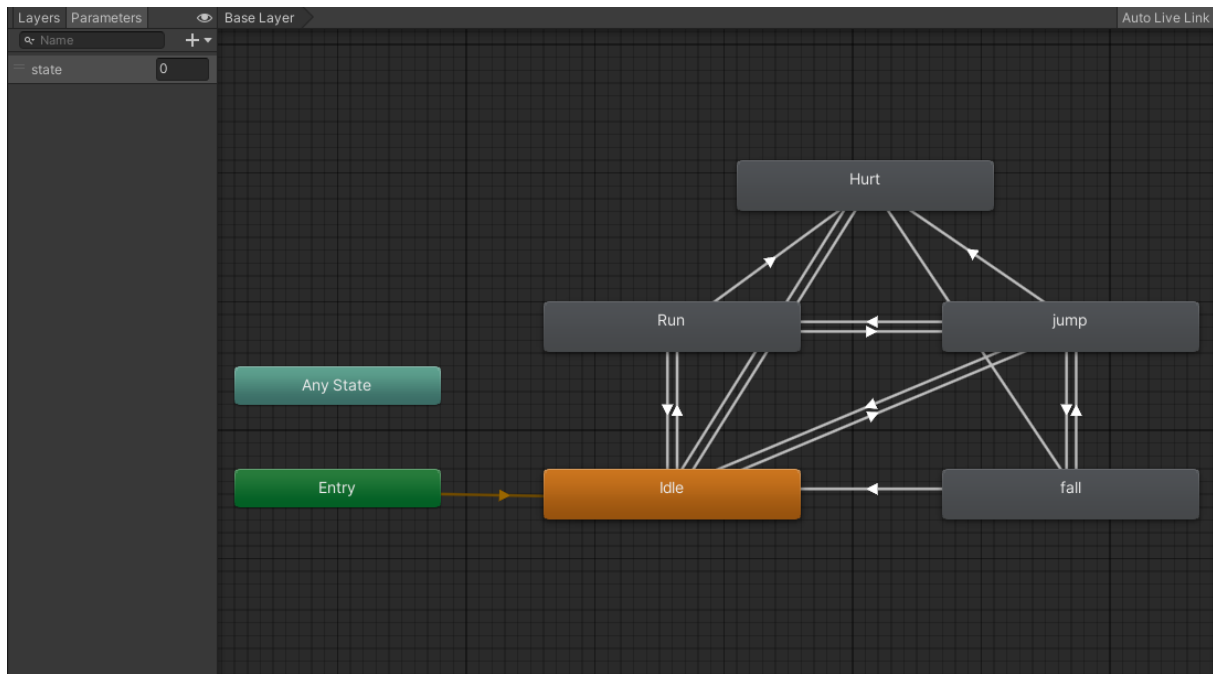 Layers Parameters Base Layer Auto Live Link
Name
state 0
Hurt
Run jump
Any State
Entry Idle fall